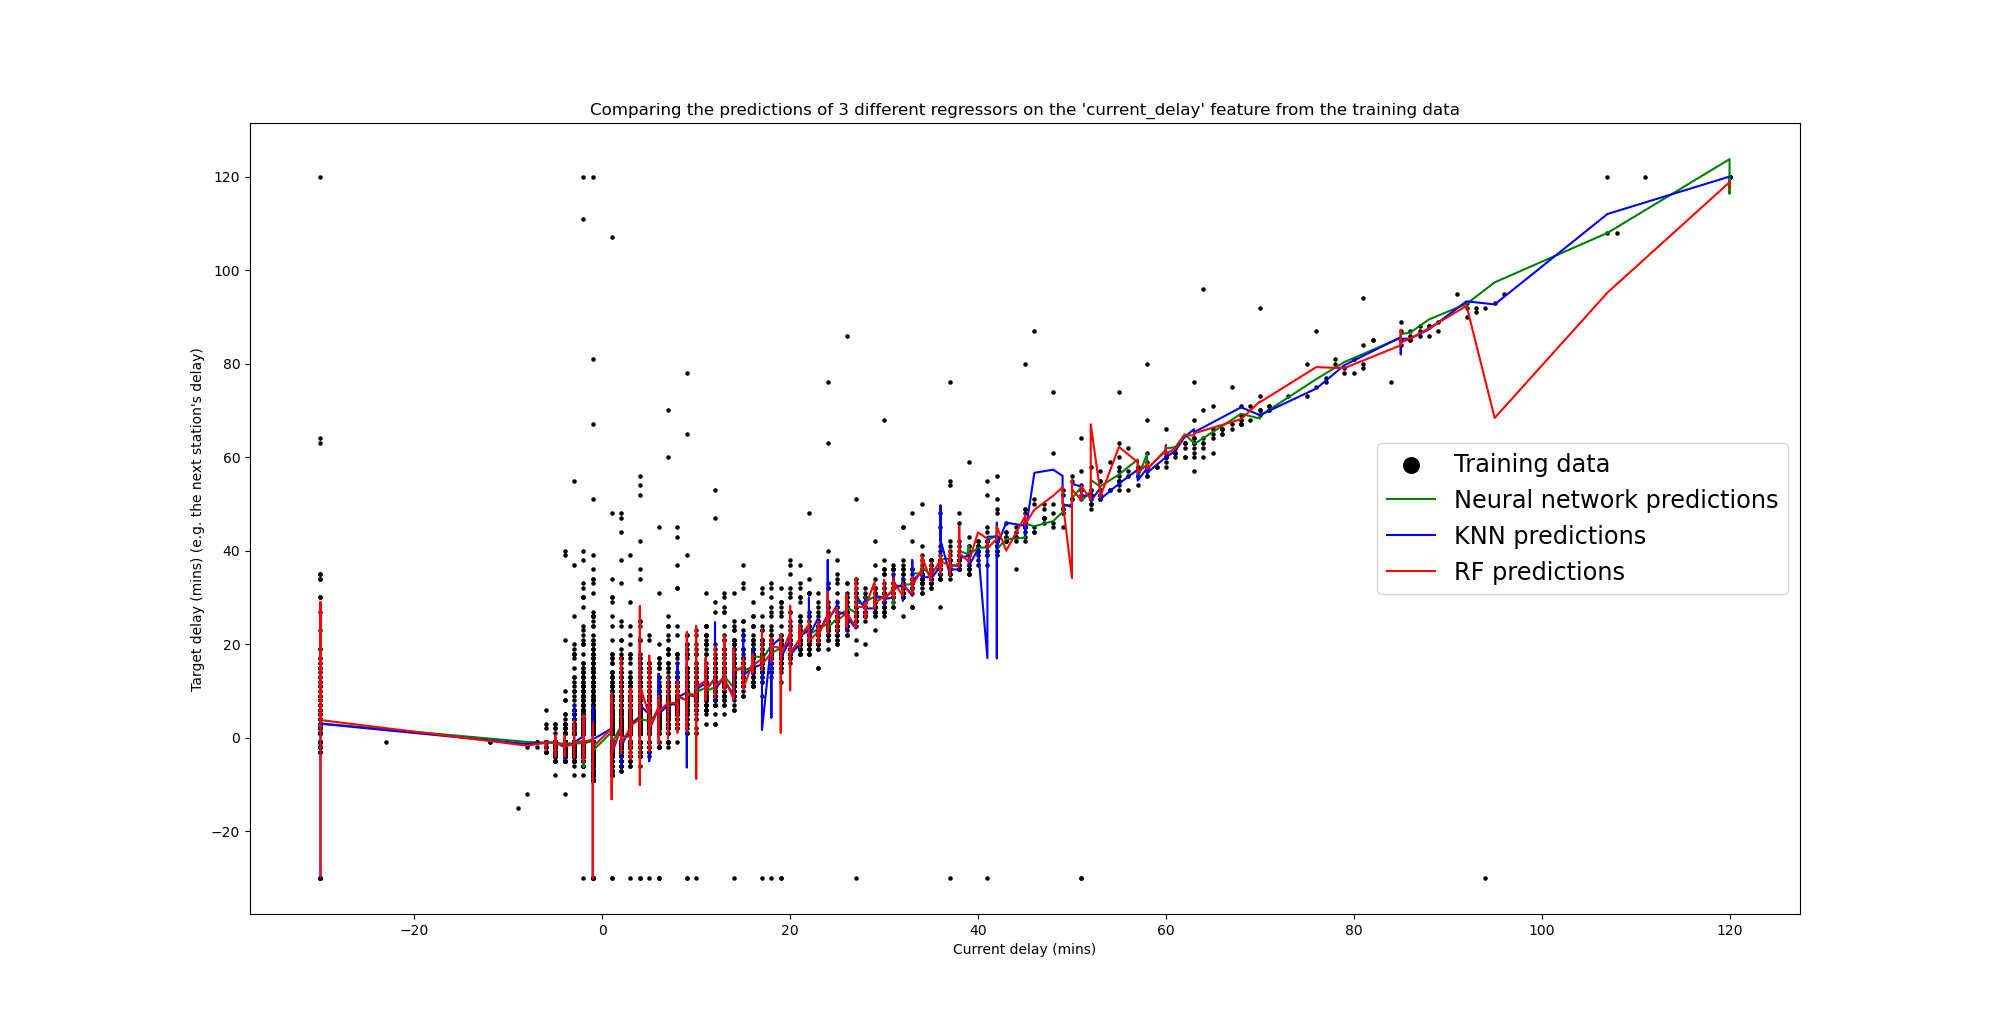 Comparing the predictions of 3 different regressors on the 'current_delay' feature from the training data
Target delay (mins) (e.g. the next station's delay)
120
100
80
60
40
20
0
−20
Training data
Neural network predictions
KNN predictions
RF predictions
−20 0 20 40 60 80 100 120
Current delay (mins)